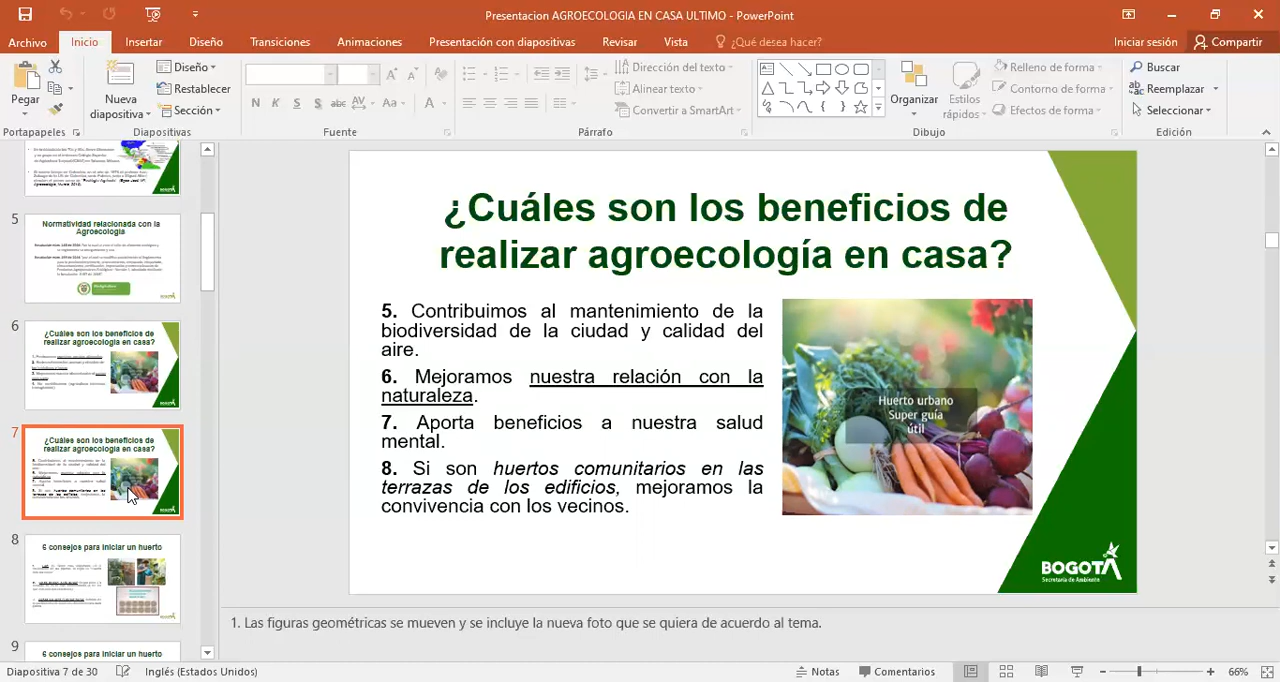 Presentacion AGROECOLOGIA EN CASA ULTIMO - PowerPoint
Archivo Inicio Insertar Diseño Transiciones Animaciones Presentación con diapositivas Revisar Vista ¿Qué desea hacer? Iniciar sesión Compartir
Pegar
Nueva diapositiva
Diseño
Restablecer
Sección
N K S S abc AV Aa A
Dirección del texto
Alinear texto
Convertir a SmartArt
Organizar
Estilos rápidos
Relleno de forma
Contorno de forma
Efectos de forma
Buscar
Reemplazar
Seleccionar
Portapapeles Diapositivas Fuente Párrafo Dibujo Edición
5
Normatividad relacionada con la
Agroecología
6
¿Cuáles son los beneficios de
realizar agroecología en casa?
7
¿Cuáles son los beneficios de
realizar agroecología en casa?
8
6 consejos para iniciar un huerto
9
6 consejos para iniciar un huerto
¿Cuáles son los beneficios de
realizar agroecología en casa?
5. Contribuimos al mantenimiento de la
biodiversidad de la ciudad y calidad del
aire.
6. Mejoramos nuestra relación con la
naturaleza.
7. Aporta beneficios a nuestra salud
mental.
8. Si son huertos comunitarios en las
terrazas de los edificios, mejoramos la
convivencia con los vecinos.
Huerto urbano
Super guía
útil
BOGOTÁ
Secretaría de Ambiente
1. Las figuras geométricas se mueven y se incluye la nueva foto que se quiera de acuerdo al tema.
Diapositiva 7 de 30 Inglés (Estados Unidos) Notas Comentarios 66%